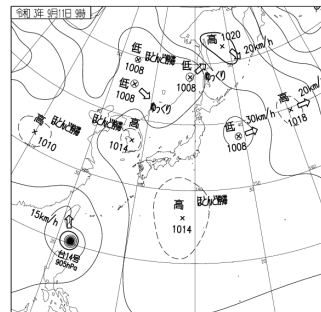 令和 3年 9月11日 9時
高 1020
20km/h
低 ほとんど停滞
1008
1008
ゆっくり
低
1008
ゆっくり
高 20km/h
1018
低 30km/h
1008
ほとんど停滞
高
1010
ほとんど停滞
高
1014
高 ほとんど停滞
1014
15km/h
台14号
905hPa